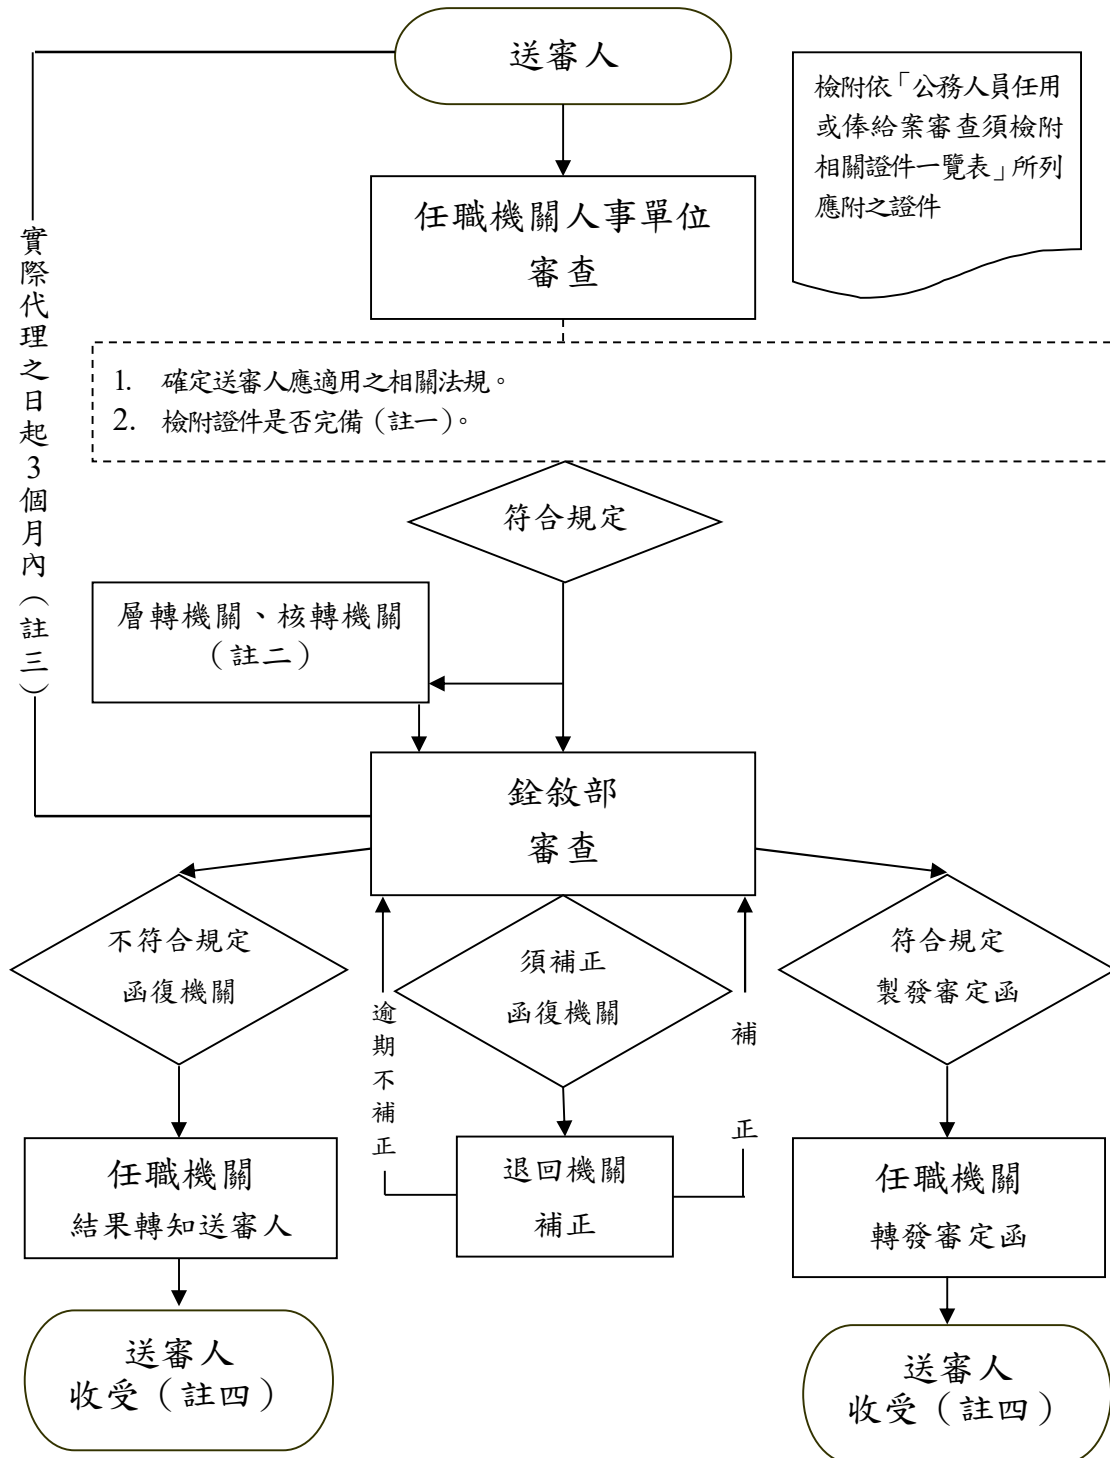 送審人
檢附依「公務人員任用
或俸給案審查須檢附
相關證件一覽表」所列
應附之證件
任職機關人事單位
審查
實際代理之日起3個月內（註三）
1. 確定送審人應適用之相關法規。
2. 檢附證件是否完備（註一）。
符合規定
層轉機關、核轉機關
（註二）
銓敘部
審查
不符合規定
函復機關
須補正
函復機關
符合規定
製發審定函
逾期不補正
補正
任職機關
結果轉知送審人
退回機關
補正
任職機關
轉發審定函
送審人
收受（註四）
送審人
收受（註四）